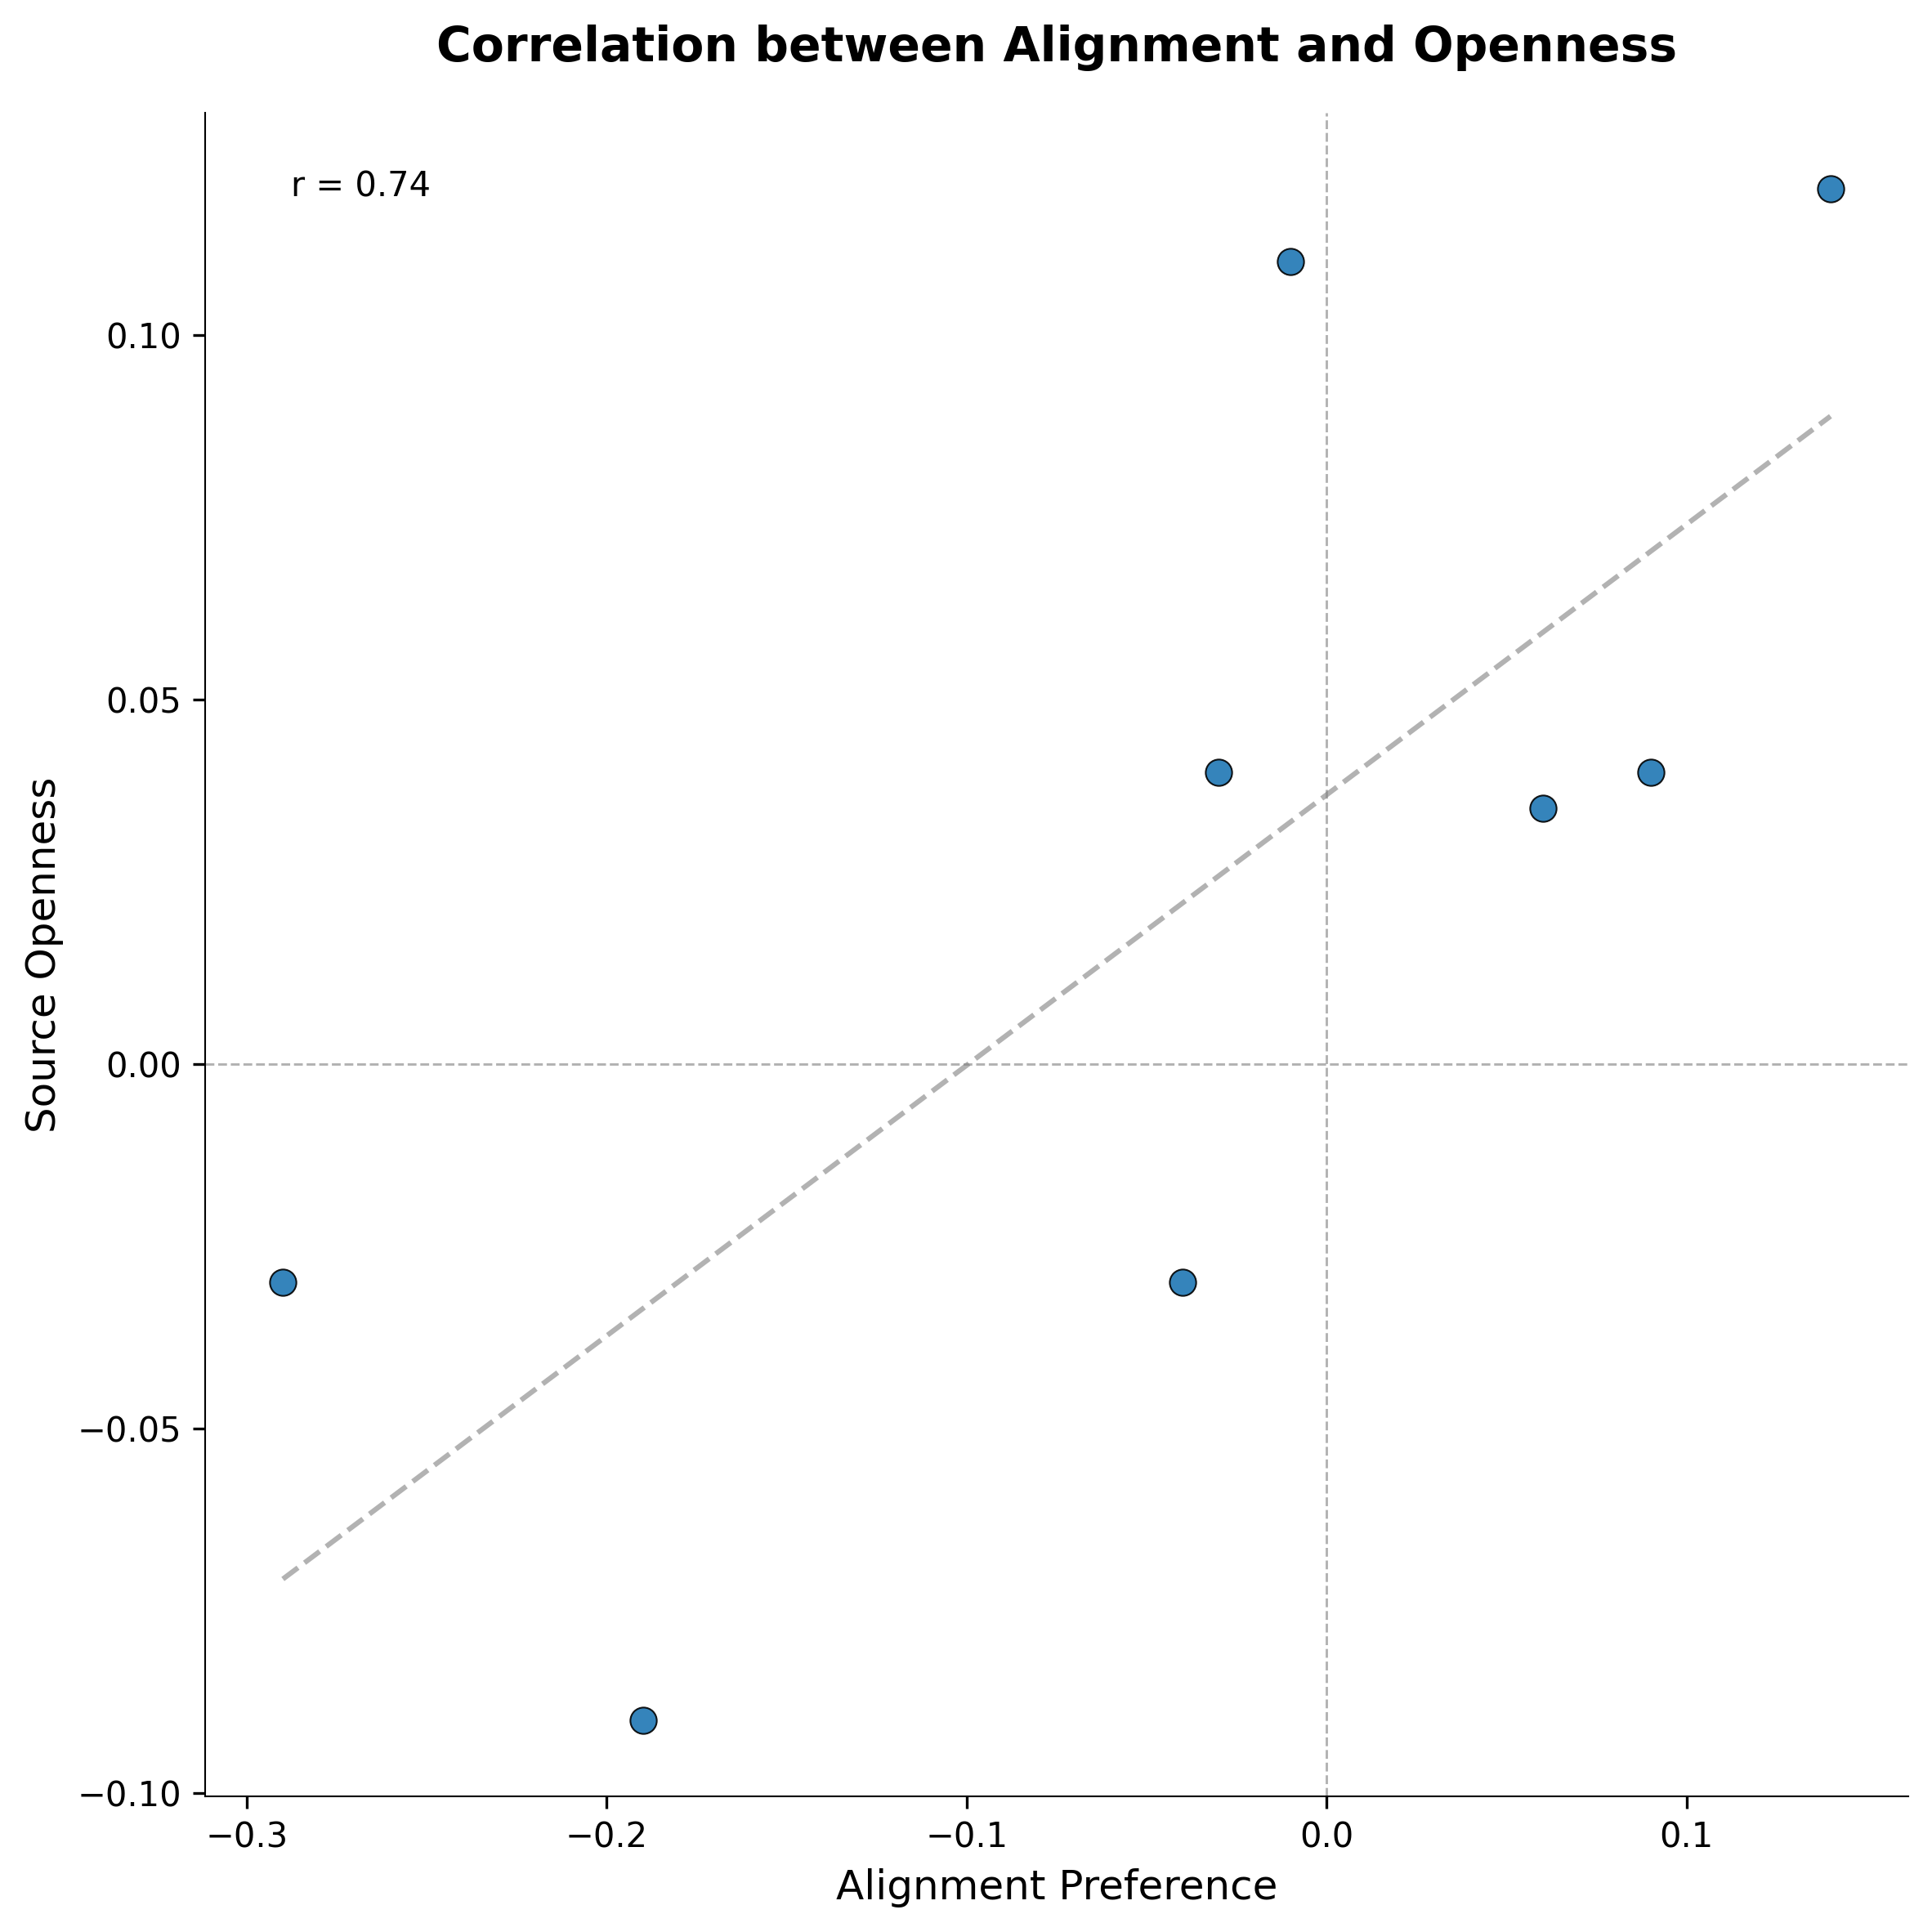 Correlation between Alignment and Openness
r = 0.74
0.10
0.05
0.00
−0.05
−0.10
Source Openness
−0.3
−0.2
−0.1
0.0
0.1
Alignment Preference